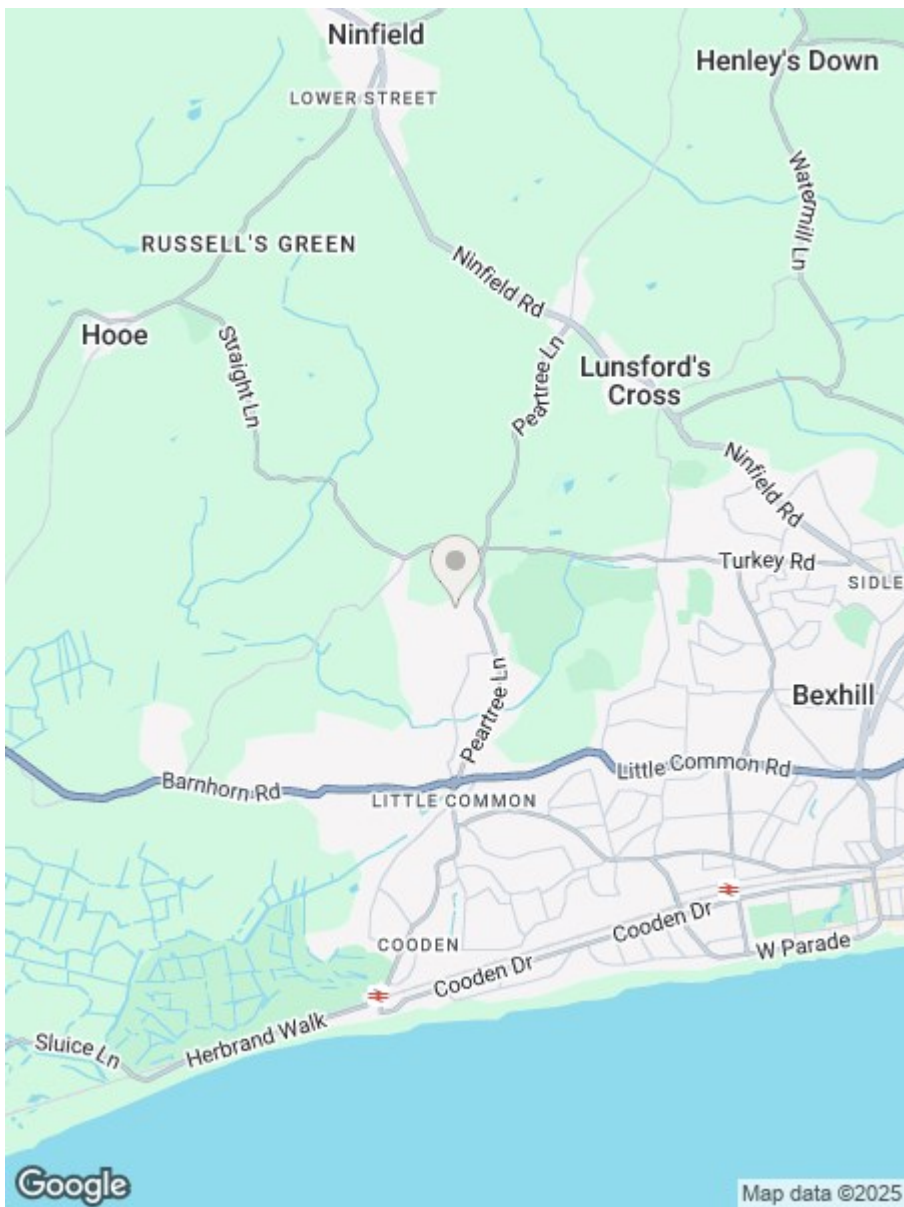 Ninfield
Henley's Down
LOWER STREET
Watermill Ln
RUSSELL'S GREEN
Ninfield Rd
Hooe
Straight Ln
Peartree Ln
Lunsford's
Cross
Ninfield Rd
Turkey Rd
SIDLE
Peartree Ln
Bexhill
Barnhorn Rd
Little Common Rd
LITTLE COMMON
Cooden Dr
COODEN
W Parade
Cooden Dr
Herbrand Walk
Sluice Ln
Google
Map data ©2025